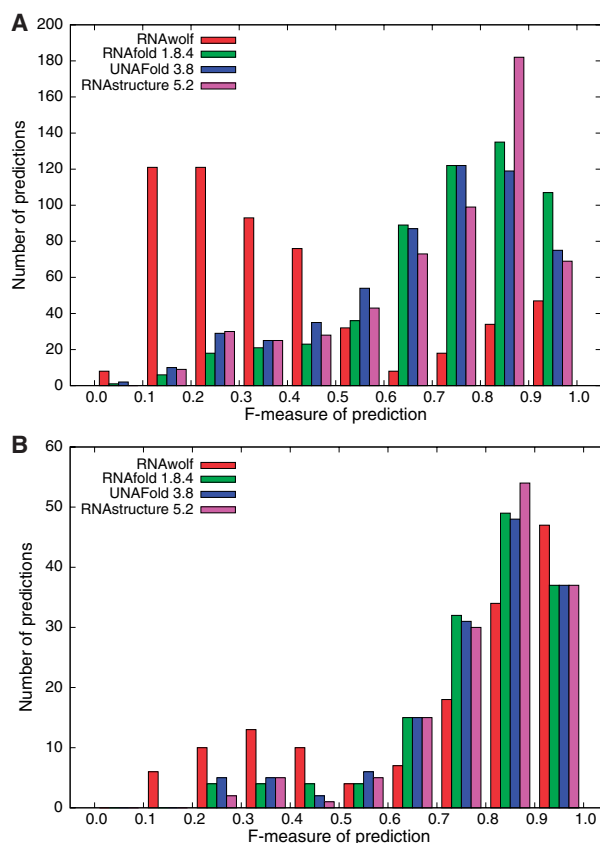 A
200
180
160
140
120
100
80
60
40
20
0
Number of predictions
RNAwolf
RNAfold 1.8.4
UNAFold 3.8
RNAstructure 5.2
0.0 0.1 0.2 0.3 0.4 0.5 0.6 0.7 0.8 0.9 1.0
F-measure of prediction
B
60
50
40
30
20
10
0
Number of predictions
RNAwolf
RNAfold 1.8.4
UNAFold 3.8
RNAstructure 5.2
0.0 0.1 0.2 0.3 0.4 0.5 0.6 0.7 0.8 0.9 1.0
F-measure of prediction